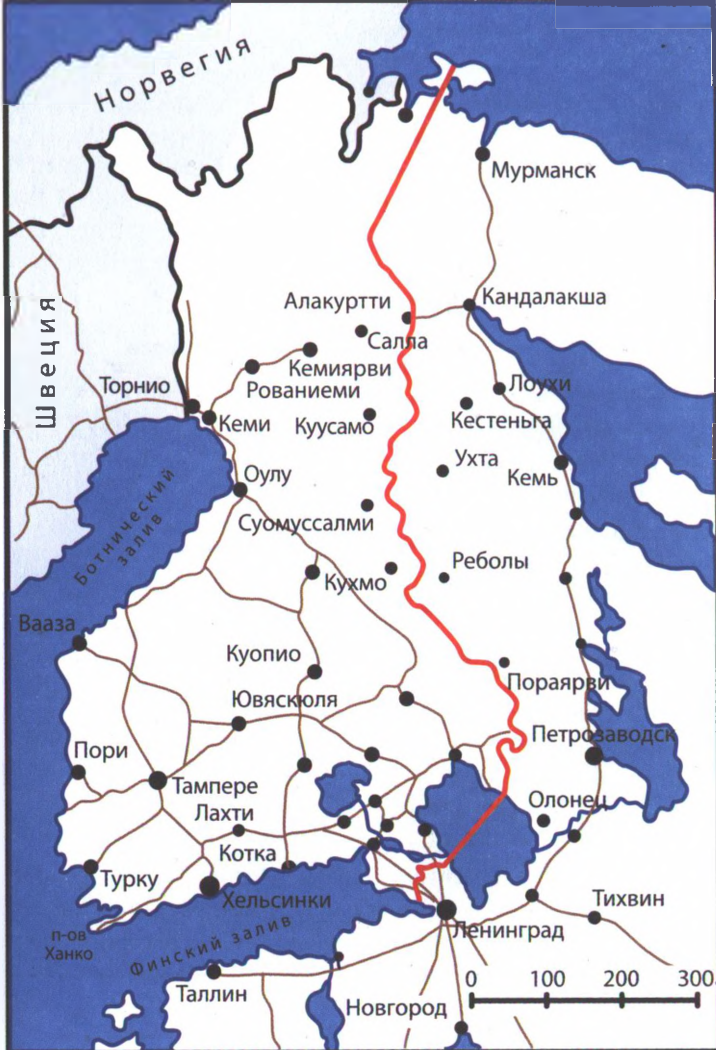 Норвегия
Мурманск
Швеция
Алакуртти
Кандалакша
Салла
Кемиярви
Рованиеми
Торнио
Лоухи
Кеми
Куусамо
Кестеньга
Ухта
Кемь
Оулу
Суомуссалми
Ботнический
залив
Реболы
Кухмо
Вааза
Куопио
Пораярви
Ювяскюля
Петрозаводск
Пори
Тампере
Олонец
Лахти
Котка
Турку
Хельсинки
Тихвин
п-ов
Ханко
Финский залив
Ленинград
Таллин
Новгород
0 100 200 300